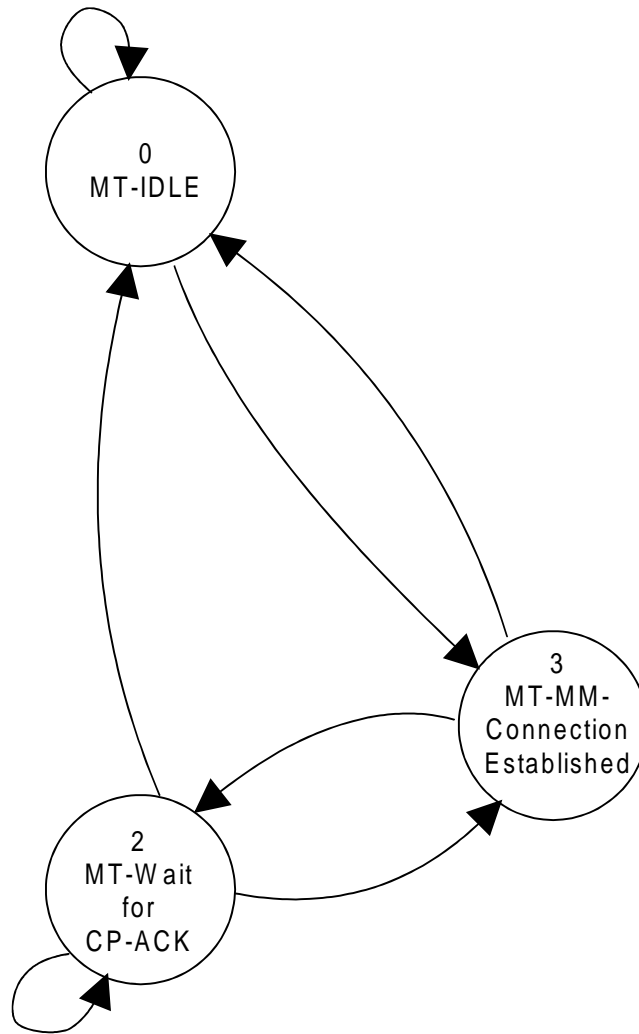 0
MT-IDLE
3
MT-MM-
Connection
Established
2
MT-Wait
for
CP-ACK